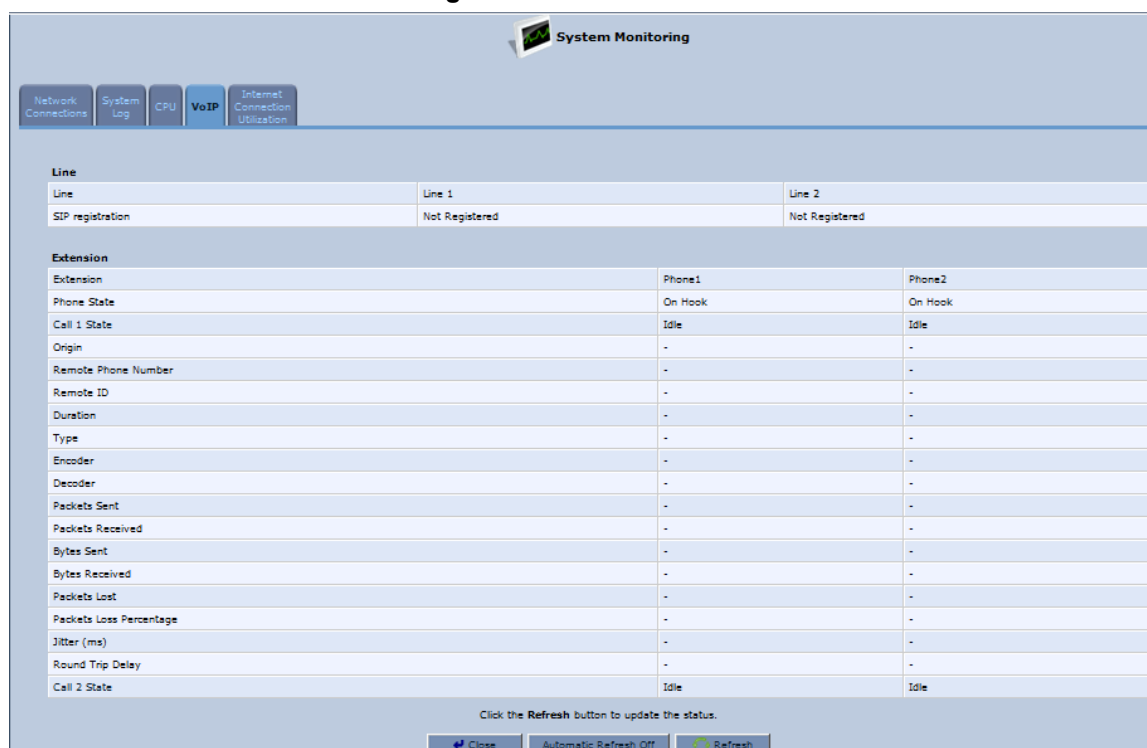 System Monitoring
Network Connections
System Log
CPU
VoIP
Internet Connection Utilization
Line
Line Line 1 Line 2
SIP registration Not Registered Not Registered
Extension
Extension Phone1 Phone2
Phone State On Hook On Hook
Call 1 State Idle Idle
Origin - -
Remote Phone Number - -
Remote ID - -
Duration - -
Type - -
Encoder - -
Decoder - -
Packets Sent - -
Packets Received - -
Bytes Sent - -
Bytes Received - -
Packets Lost - -
Packets Loss Percentage - -
Jitter (ms) - -
Round Trip Delay - -
Call 2 State Idle Idle
Click the Refresh button to update the status.
Close Automatic Refresh Off Refresh